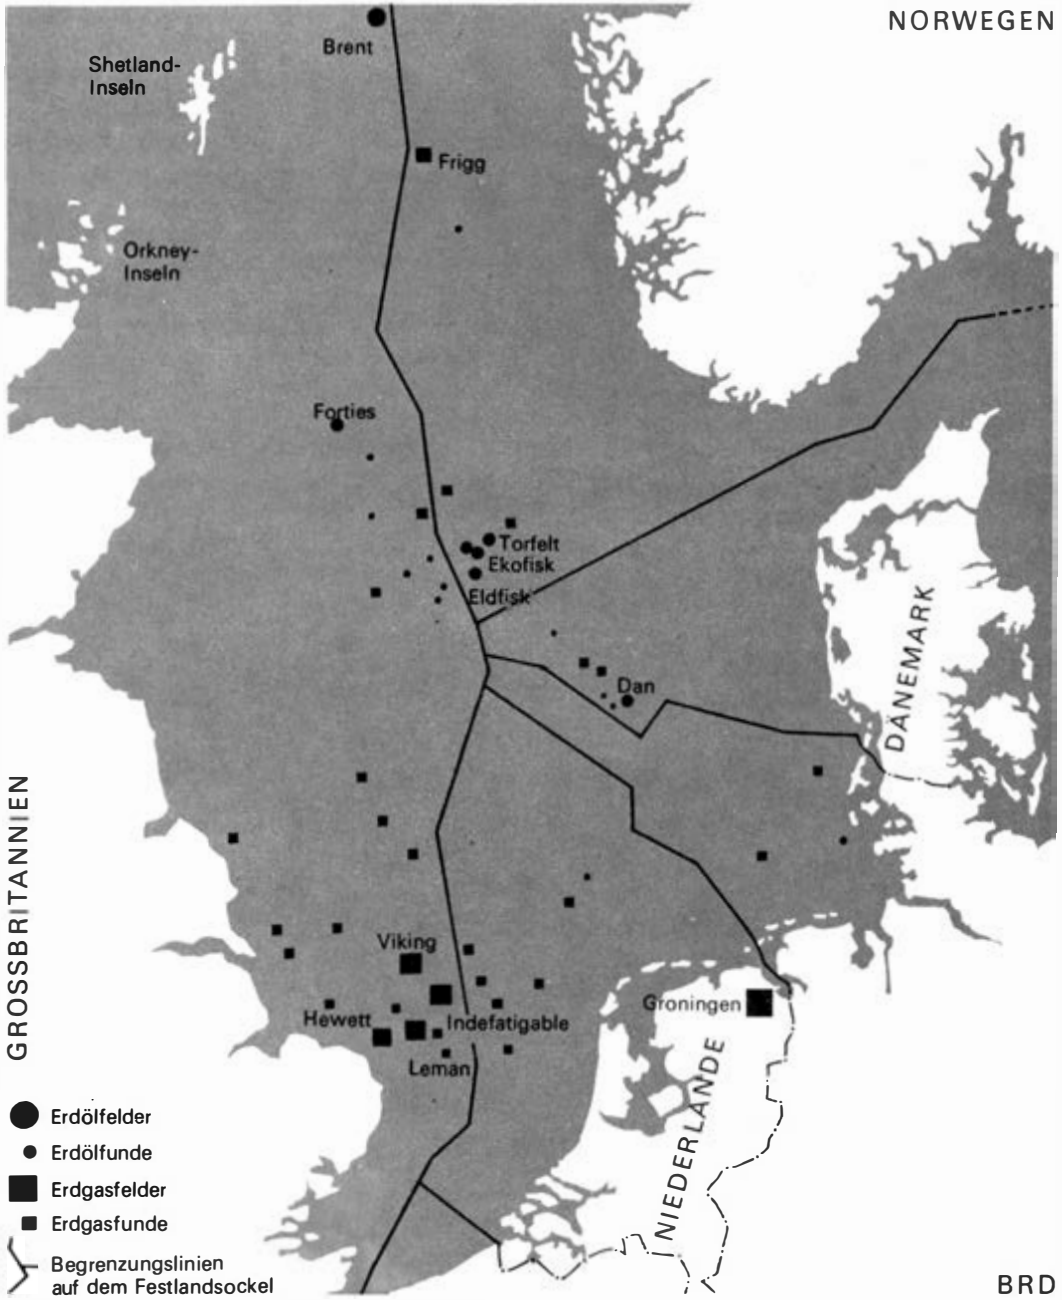 NORWEGEN
Brent
Shetland-
Inseln
Frigg
Orkney-
Inseln
Forties
Torfelt
Ekofisk
Eldfisk
Dan
DÄNEMARK
GROSSBRITANNIEN
Viking
Groningen
Hewett
Indefatigable
Leman
NIEDERLANDE
Erdölfelder
Erdölfunde
Erdgasfelder
Erdgasfunde
Begrenzungslinien
auf dem Festlandsockel
BRD